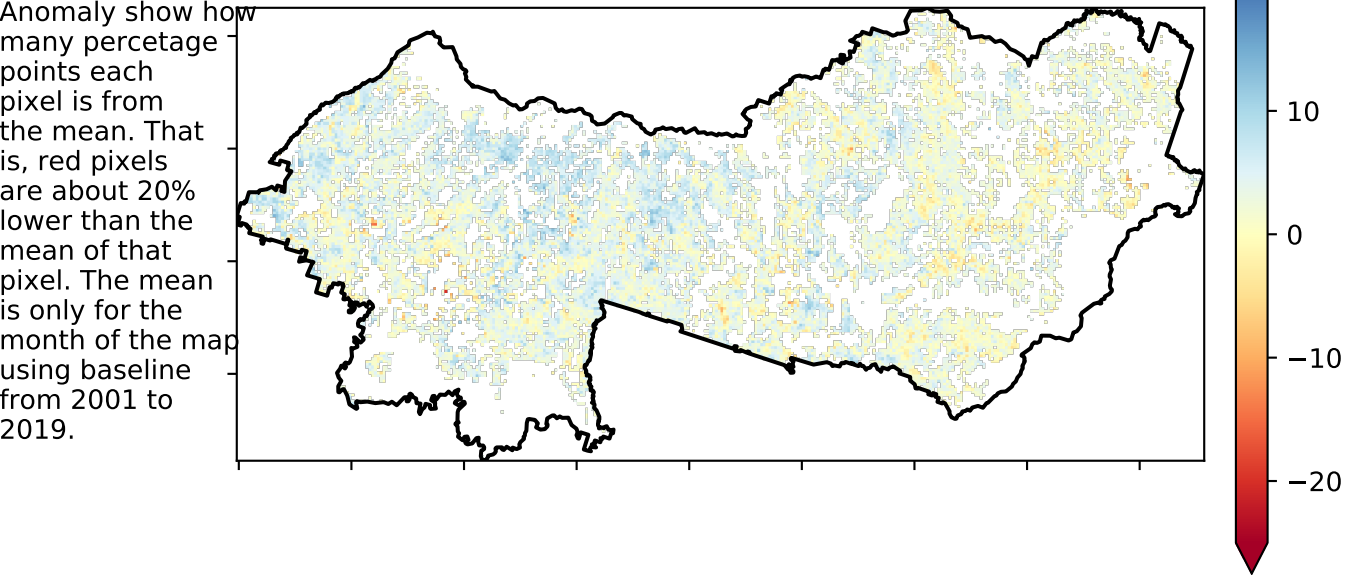 Anomaly show how
many percetage
points each
pixel is from
the mean. That
is, red pixels
are about 20%
lower than the
mean of that
pixel. The mean
is only for the
month of the map
using baseline
from 2001 to
2019.
10
0
−10
−20